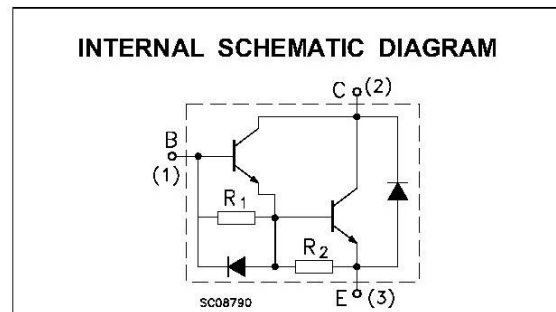 INTERNAL SCHEMATIC DIAGRAM
C (2)
B
(1)
R1
R2
SC08790
E (3)